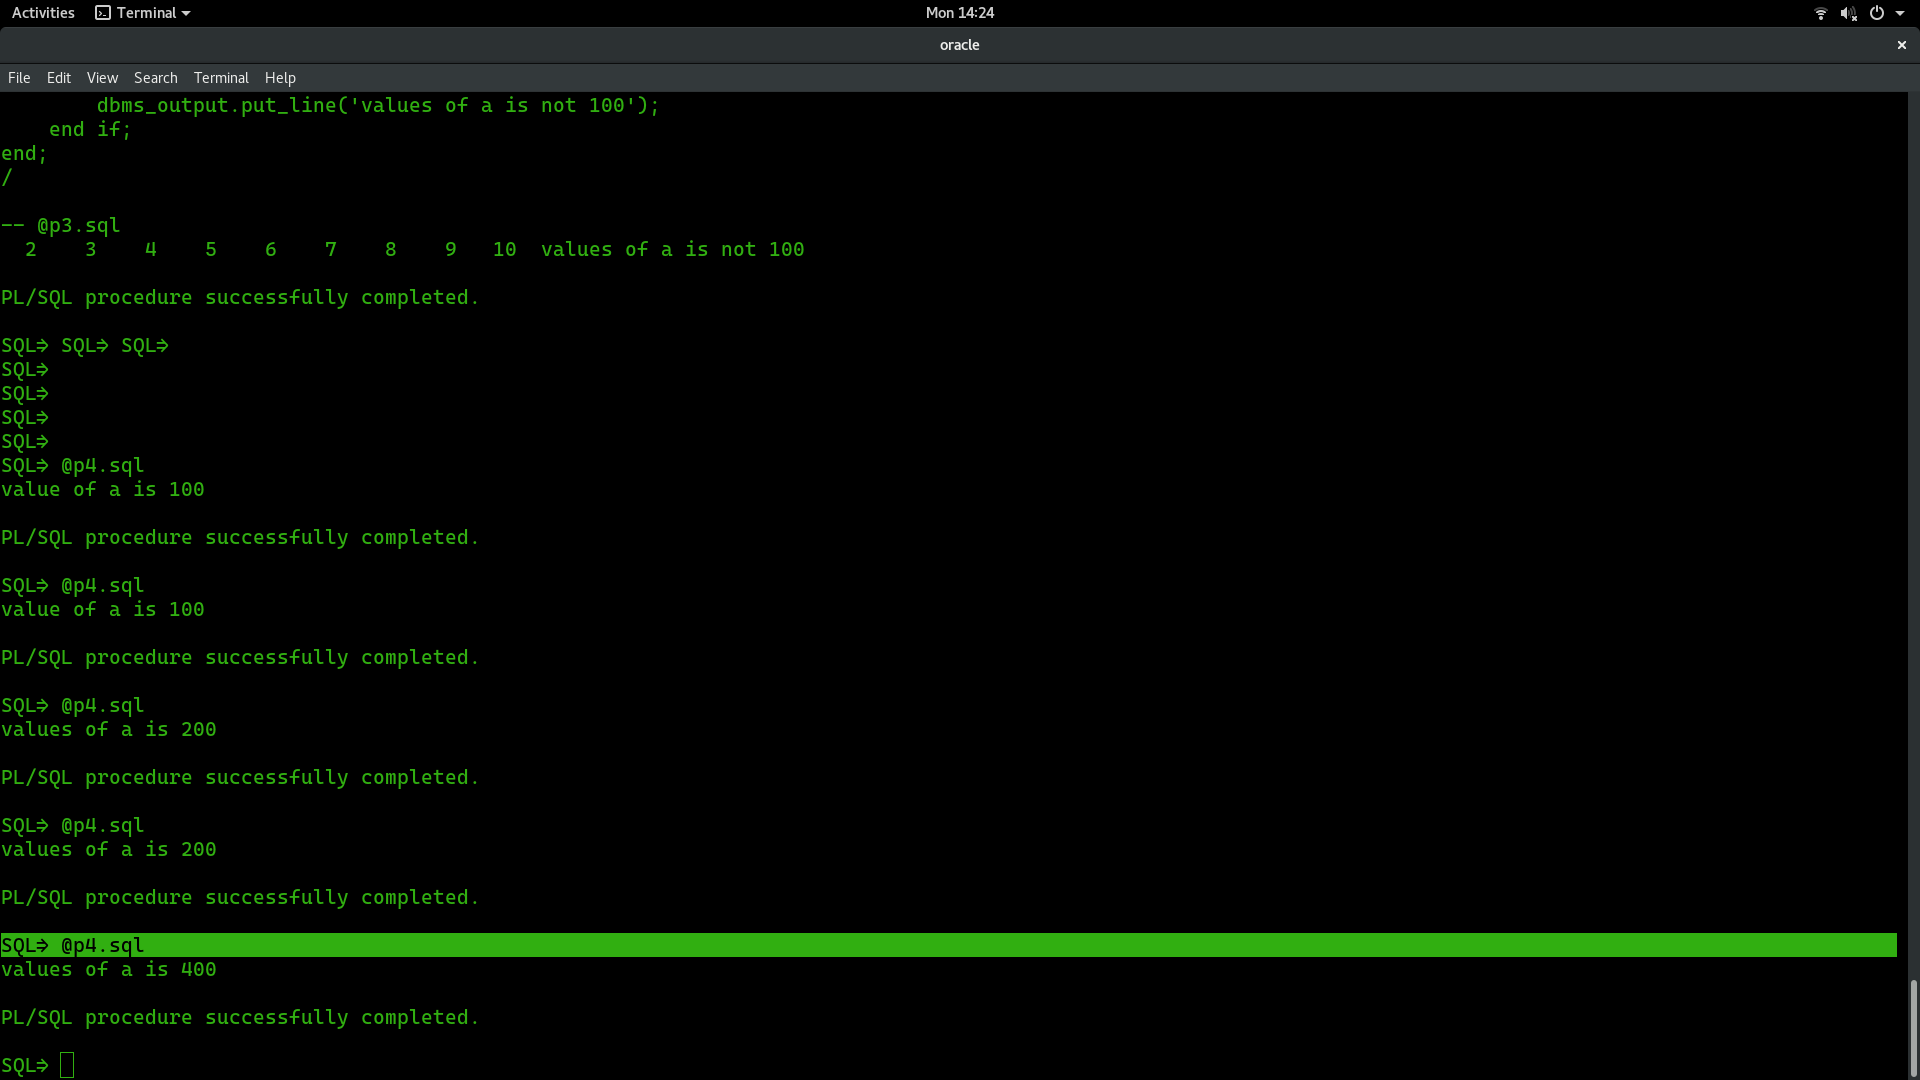 Activities Terminal Mon 14:24
oracle
File Edit View Search Terminal Help
        dbms_output.put_line('values of a is not 100');
    end if;
end;
/
-- @p3.sql
  2    3    4    5    6    7    8    9   10  values of a is not 100
PL/SQL procedure successfully completed.
SQL> SQL> SQL>
SQL>
SQL>
SQL>
SQL>
SQL> @p4.sql
value of a is 100
PL/SQL procedure successfully completed.
SQL> @p4.sql
value of a is 100
PL/SQL procedure successfully completed.
SQL> @p4.sql
values of a is 200
PL/SQL procedure successfully completed.
SQL> @p4.sql
values of a is 200
PL/SQL procedure successfully completed.
SQL> @p4.sql
values of a is 400
PL/SQL procedure successfully completed.
SQL>